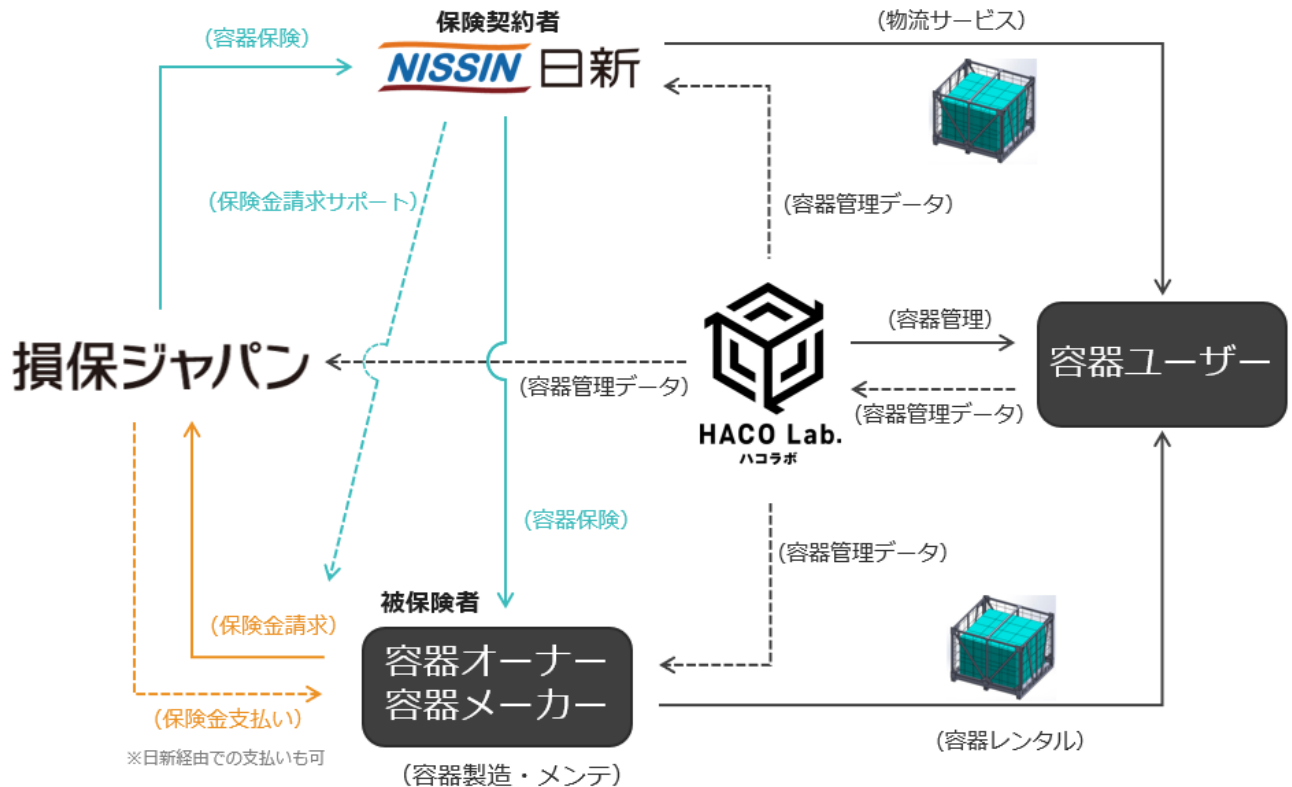 保険契約者
(容器保険)
NISSIN 日新
(物流サービス)
(保険金請求サポート)
(容器管理データ)
(容器管理)
損保ジャパン
容器ユーザー
(容器管理データ)
(容器管理データ)
HACO Lab.
ハコラボ
(容器保険)
(容器管理データ)
被保険者
(保険金請求)
容器オーナー
容器メーカー
(保険金支払い)
※日新経由での支払いも可
(容器レンタル)
(容器製造・メンテ)